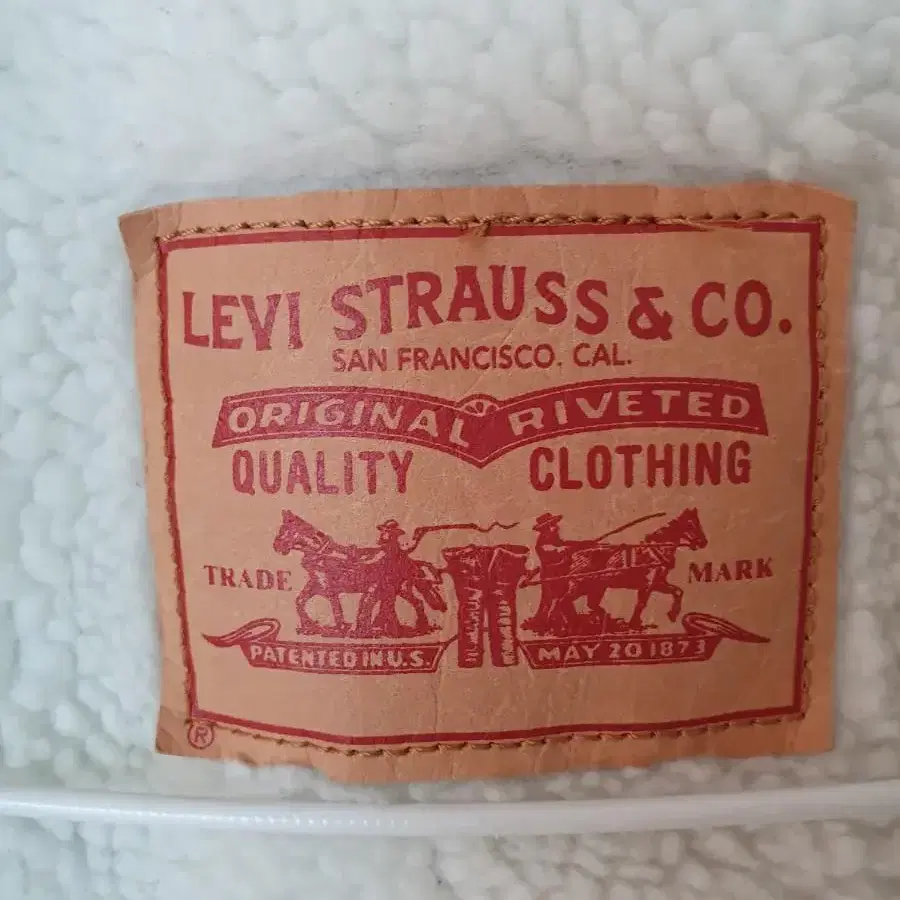 LEVI STRAUSS & CO.
SAN FRANCISCO. CAL.
ORIGINAL RIVETED
QUALITY CLOTHING
TRADE MARK
PATENTED IN U.S. MAY 20 1873
®